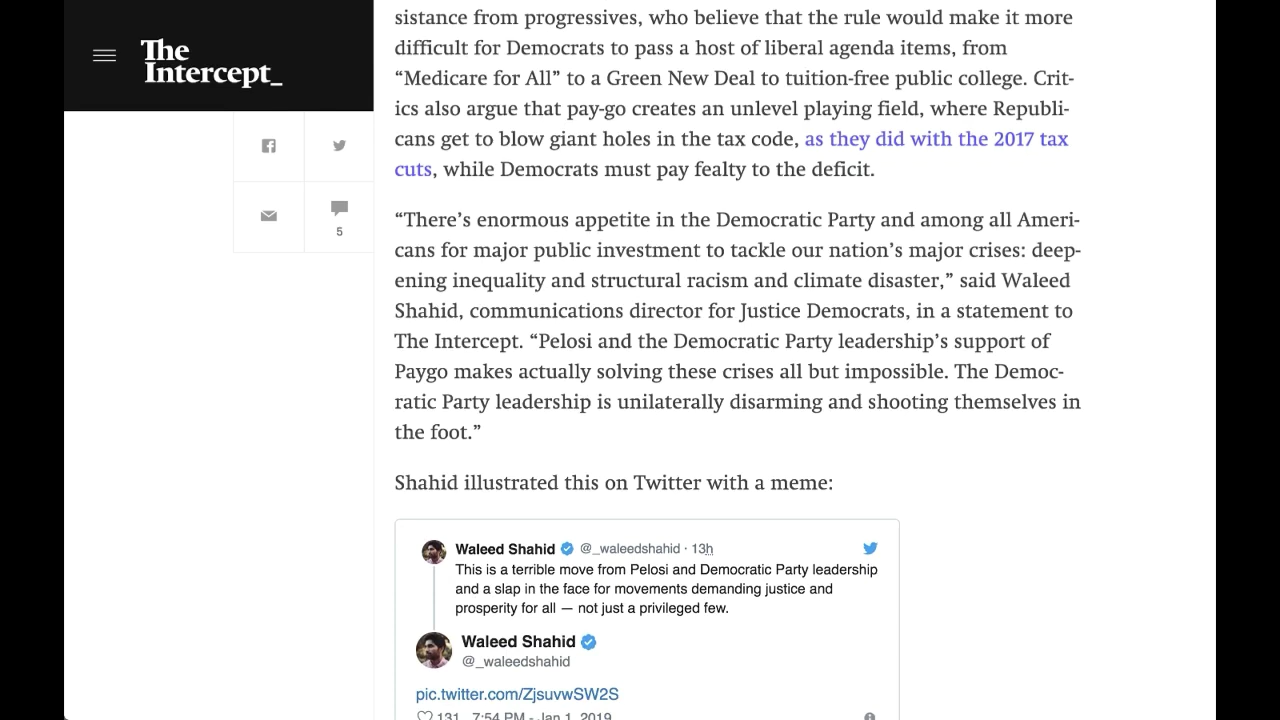 The
Intercept_
5
sistance from progressives, who believe that the rule would make it more
difficult for Democrats to pass a host of liberal agenda items, from
“Medicare for All” to a Green New Deal to tuition-free public college. Crit-
ics also argue that pay-go creates an unlevel playing field, where Republi-
cans get to blow giant holes in the tax code, as they did with the 2017 tax
cuts, while Democrats must pay fealty to the deficit.
“There’s enormous appetite in the Democratic Party and among all Ameri-
cans for major public investment to tackle our nation’s major crises: deep-
ening inequality and structural racism and climate disaster,” said Waleed
Shahid, communications director for Justice Democrats, in a statement to
The Intercept. “Pelosi and the Democratic Party leadership’s support of
Paygo makes actually solving these crises all but impossible. The Democ-
ratic Party leadership is unilaterally disarming and shooting themselves in
the foot.”
Shahid illustrated this on Twitter with a meme:
Waleed Shahid @_waleedshahid · 13h
This is a terrible move from Pelosi and Democratic Party leadership
and a slap in the face for movements demanding justice and
prosperity for all — not just a privileged few.
Waleed Shahid
@_waleedshahid
pic.twitter.com/ZjsuvwSW2S
131 7:54 PM - Jan 1, 2019